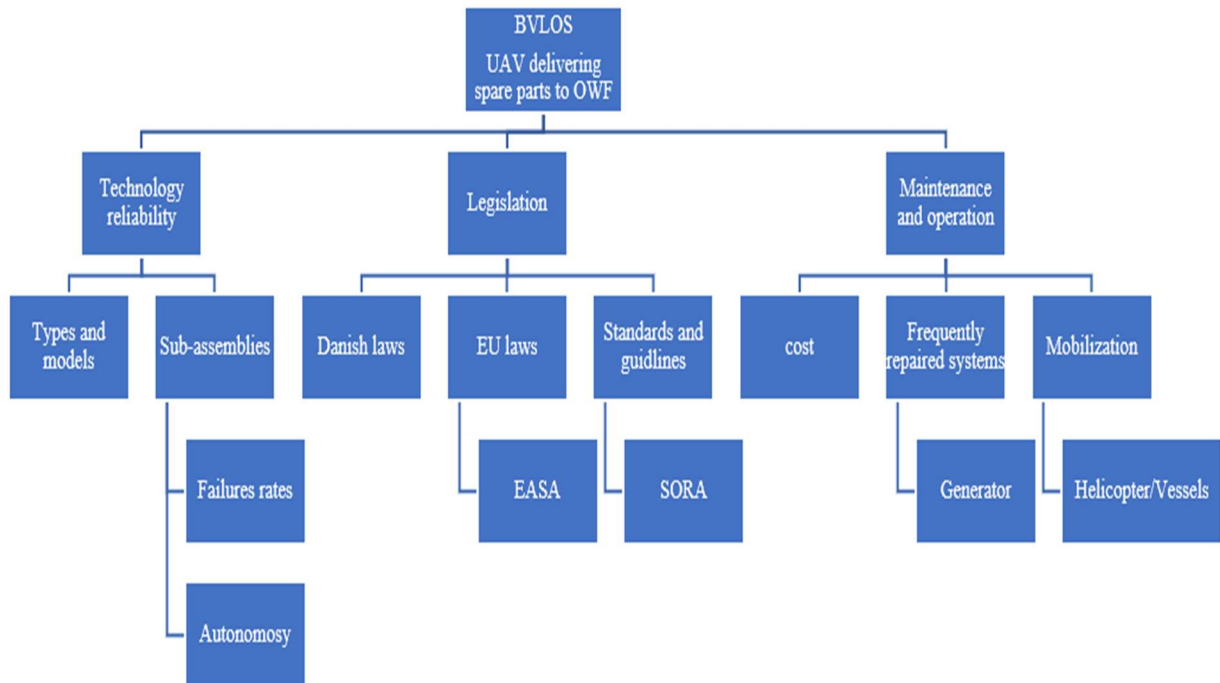 BVLOS
UAV delivering
spare parts to OWF
Technology
reliability
Legislation
Maintenance
and operation
Types and
models
Sub-assemblies
Danish laws
EU laws
Standards and
guidlines
cost
Frequently
repaired systems
Mobilization
Failures rates
EASA
SORA
Generator
Helicopter/Vessels
Autonomosy